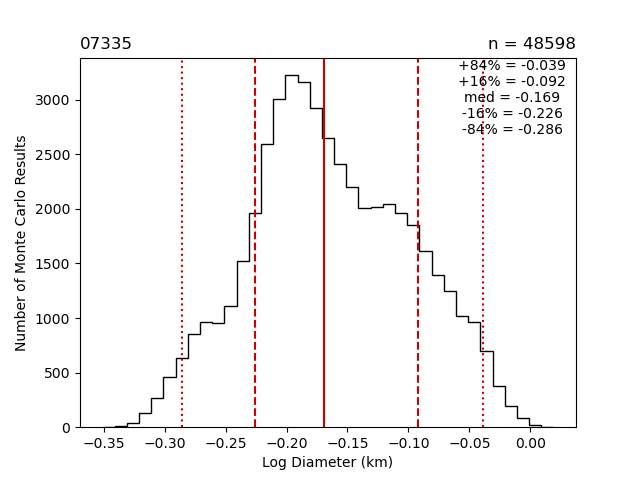 07335
n = 48598
+84% = -0.039
+16% = -0.092
med = -0.169
-16% = -0.226
-84% = -0.286
Number of Monte Carlo Results
3000
2500
2000
1500
1000
500
0
−0.35 −0.30 −0.25 −0.20 −0.15 −0.10 −0.05 0.00
Log Diameter (km)